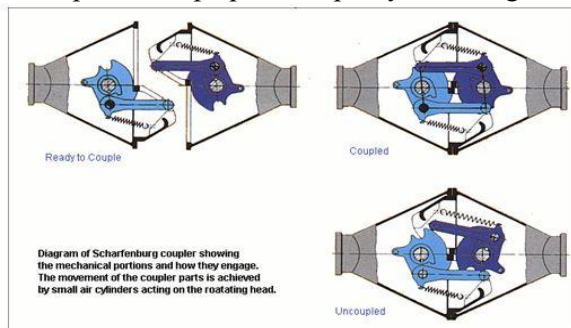 Ready to Couple
Coupled
Diagram of Scharfenburg coupler showing
the mechanical portions and how they engage.
The movement of the coupler parts is achieved
by small air cylinders acting on the roatating head.
Uncoupled